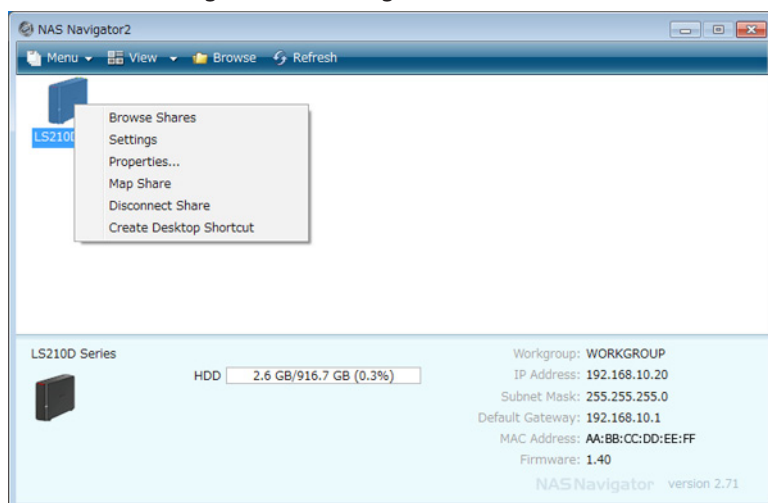 NAS Navigator2
Menu View Browse Refresh
LS210D
Browse Shares
Settings
Properties...
Map Share
Disconnect Share
Create Desktop Shortcut
LS210D Series
HDD 2.6 GB/916.7 GB (0.3%)
Workgroup: WORKGROUP
IP Address: 192.168.10.20
Subnet Mask: 255.255.255.0
Default Gateway: 192.168.10.1
MAC Address: AA:BB:CC:DD:EE:FF
Firmware: 1.40
NAS Navigator version 2.71